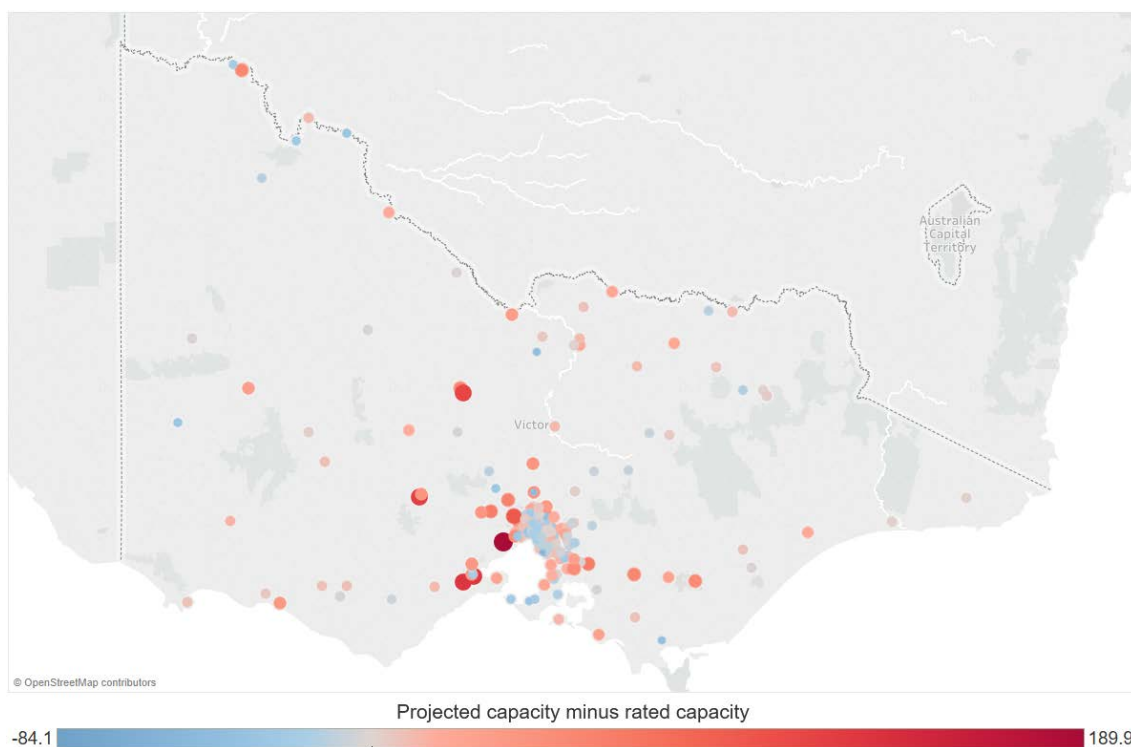 Australian
Capital
Territory
Victor
© OpenStreetMap contributors
Projected capacity minus rated capacity
-84.1
189.9